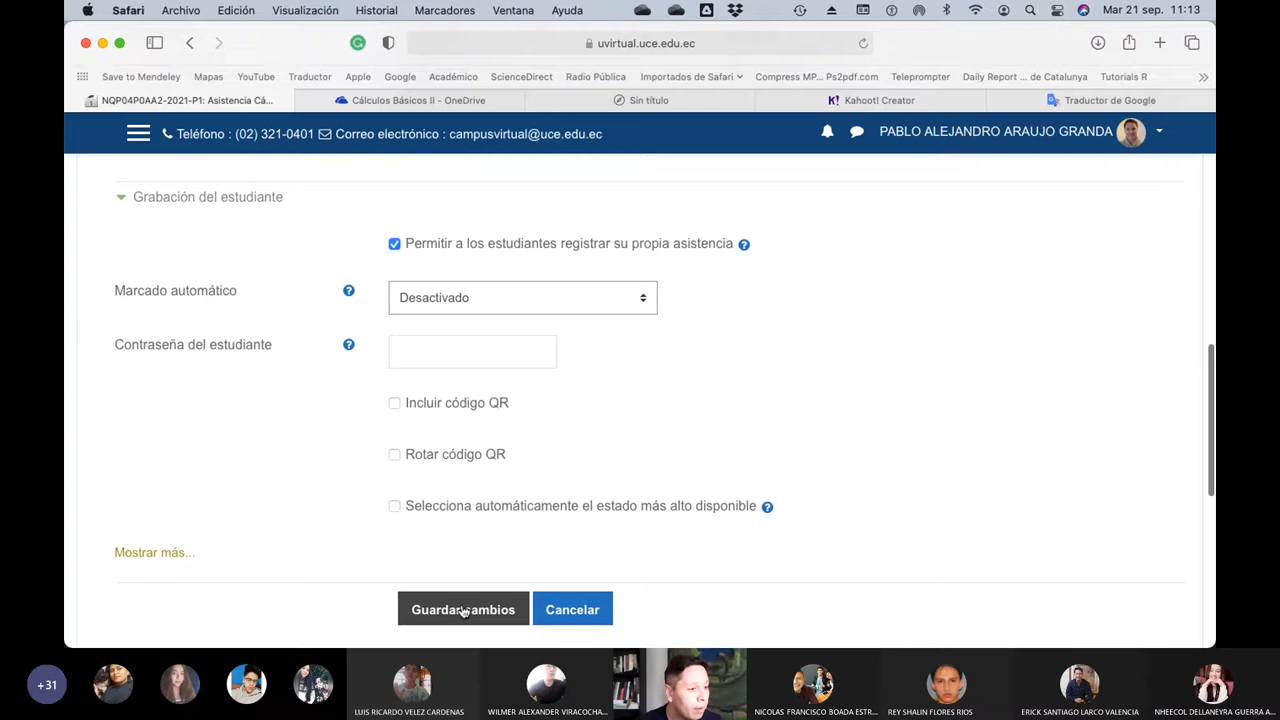 Safari Archivo Edición Visualización Historial Marcadores Ventana Ayuda Mar 21 sep. 11:13
uvirtual.uce.edu.ec
Save to Mendeley Mapas YouTube Traductor Apple Google Académico ScienceDirect Radio Pública Importados de Safari Compress MP... Ps2pdf.com Teleprompter Daily Report ... de Catalunya Tutorials R
NQP04P0AA2-2021-P1: Asistencia Cá... Cálculos Básicos II - OneDrive Sin título Kahoot! Creator Traductor de Google
Teléfono : (02) 321-0401 Correo electrónico : campusvirtual@uce.edu.ec PABLO ALEJANDRO ARAUJO GRANDA
Grabación del estudiante
Permitir a los estudiantes registrar su propia asistencia
Marcado automático Desactivado
Contraseña del estudiante
Incluir código QR
Rotar código QR
Selecciona automáticamente el estado más alto disponible
Mostrar más...
Guardar cambios Cancelar
+31 LUIS RICARDO VELEZ CARDENAS WILMER ALEXANDER VIRACOCHA... NICOLAS FRANCISCO BOADA ESTR... REY SHALIN FLORES RIOS ERICK SANTIAGO LARCO VALENCIA NHEECOL DELLANEYRA GUERRA A...